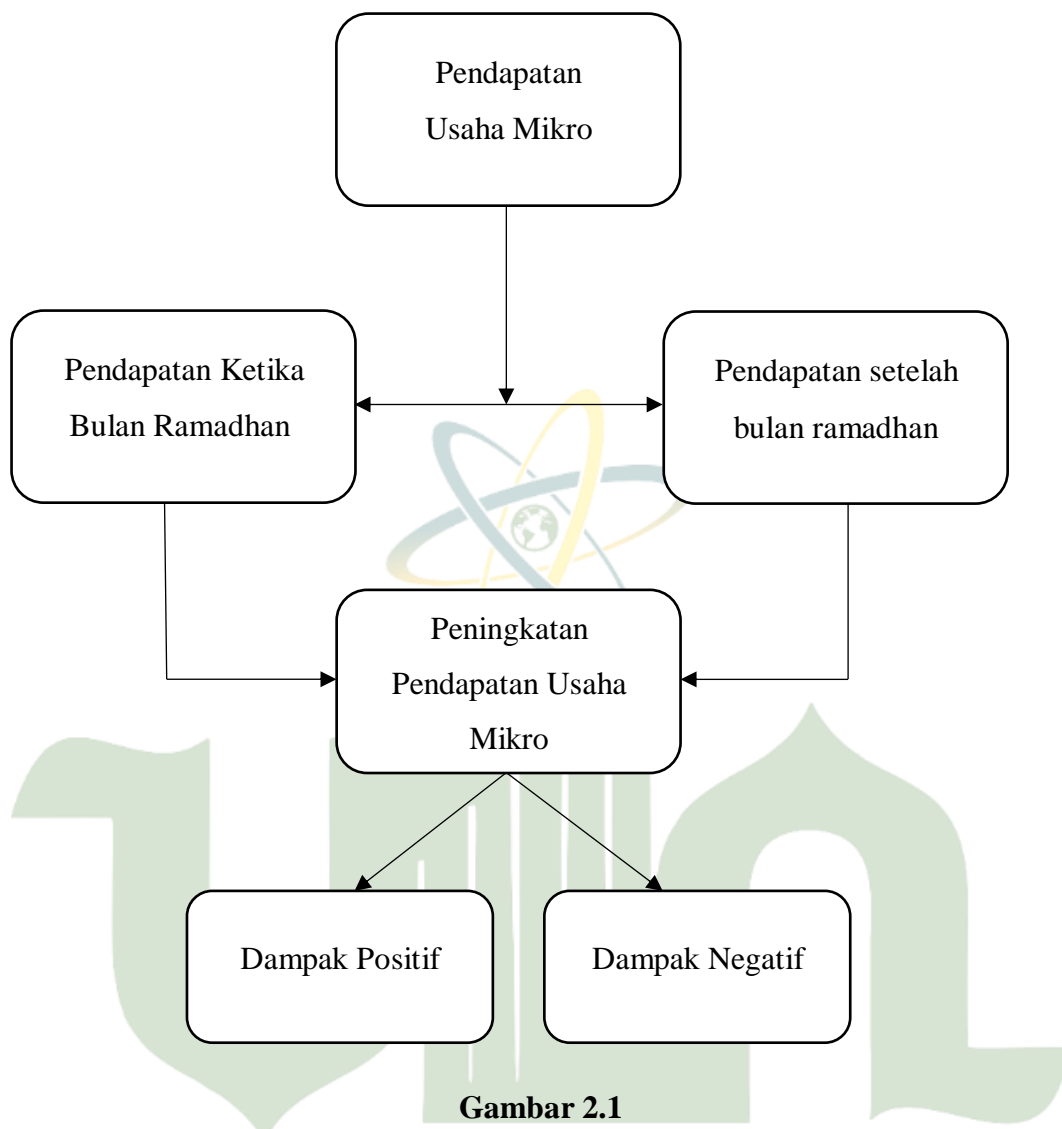 Pendapatan
Usaha Mikro
Pendapatan Ketika
Bulan Ramadhan
Pendapatan setelah
bulan ramadhan
Peningkatan
Pendapatan Usaha
Mikro
Dampak Positif
Dampak Negatif
Gambar 2.1